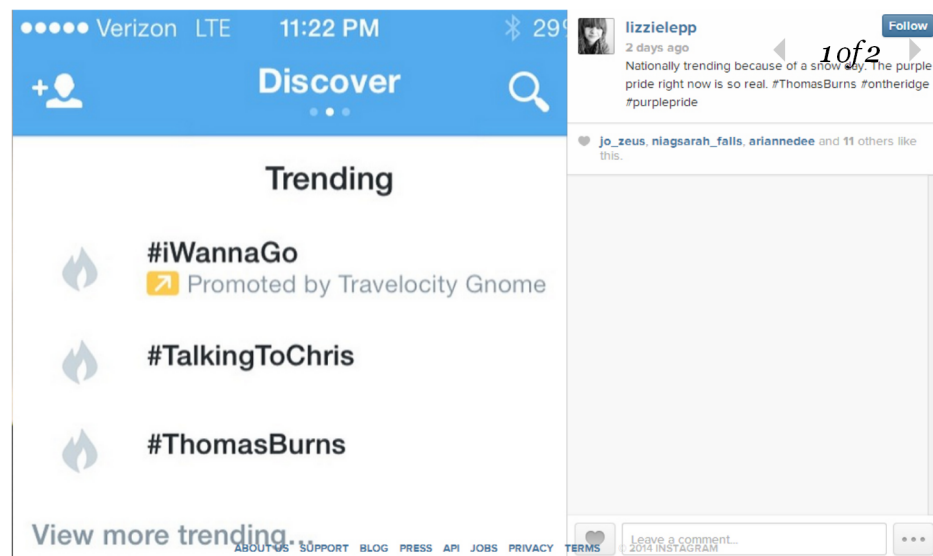 Verizon LTE 11:22 PM 29%
Discover
Trending
#iWannaGo
Promoted by Travelocity Gnome
#TalkingToChris
#ThomasBurns
View more trending...
lizzielepp
Follow
2 days ago
1of2
Nationally trending because of a snow day. The purple
pride right now is so real. #ThomasBurns #ontheridge
#purplepride
jo_zeus, niagsarah_falls, ariannedee and 11 others like
this.
Leave a comment...
ABOUT US SUPPORT BLOG PRESS API JOBS PRIVACY TERMS © 2014 INSTAGRAM